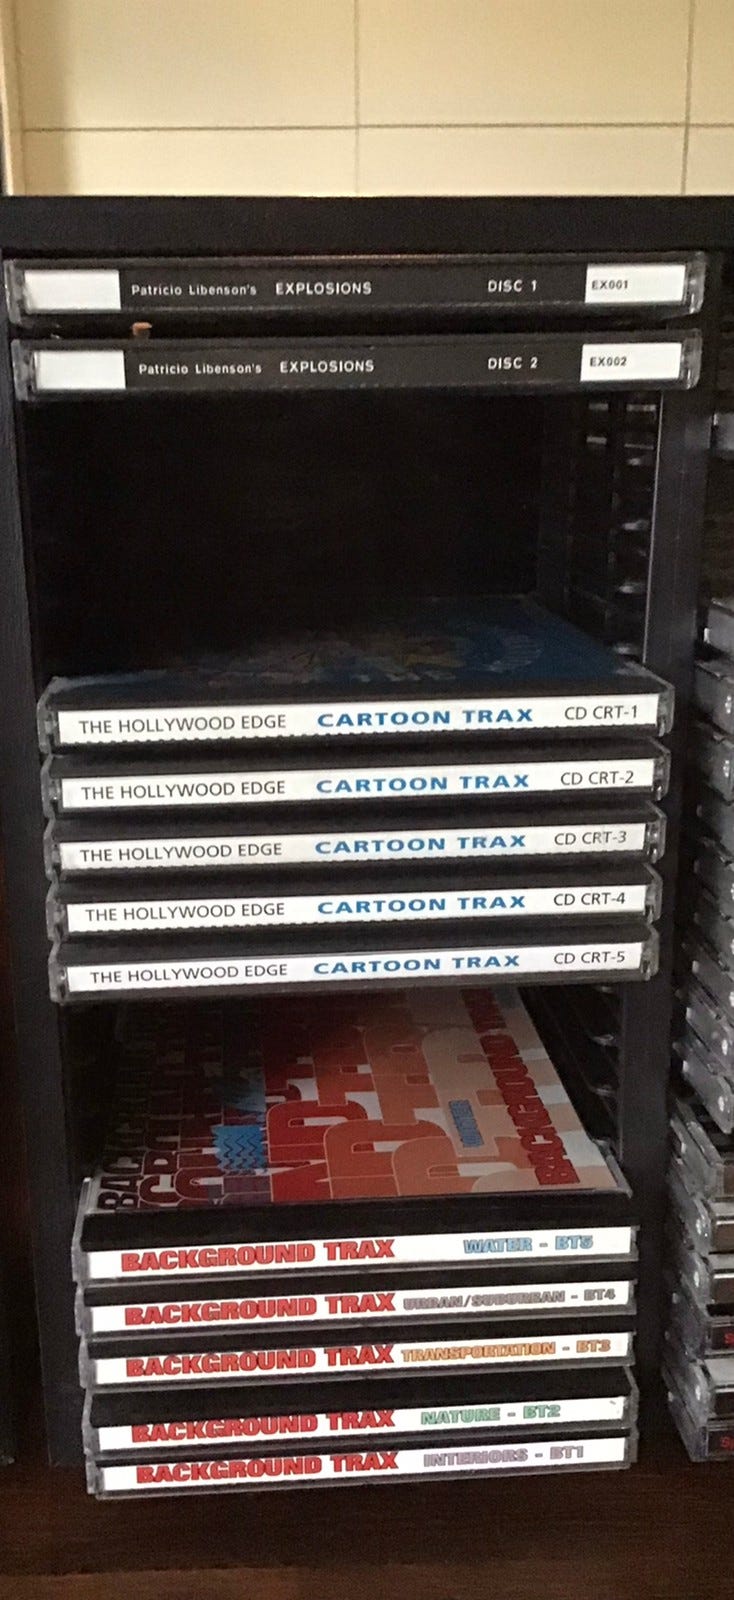 Patricio Libenson's EXPLOSIONS DISC 1 EX001
Patricio Libenson's EXPLOSIONS DISC 2 EX002
THE HOLLYWOOD EDGE CARTOON TRAX CD CRT-1
THE HOLLYWOOD EDGE CARTOON TRAX CD CRT-2
THE HOLLYWOOD EDGE CARTOON TRAX CD CRT-3
THE HOLLYWOOD EDGE CARTOON TRAX CD CRT-4
THE HOLLYWOOD EDGE CARTOON TRAX CD CRT-5
BACKGROUND
BACKGROUND TRAX WATER - BT5
BACKGROUND TRAX URBAN/SUBURBAN - BT4
BACKGROUND TRAX TRANSPORTATION - BT3
BACKGROUND TRAX NATURE - BT2
BACKGROUND TRAX INTERIORS - BT1